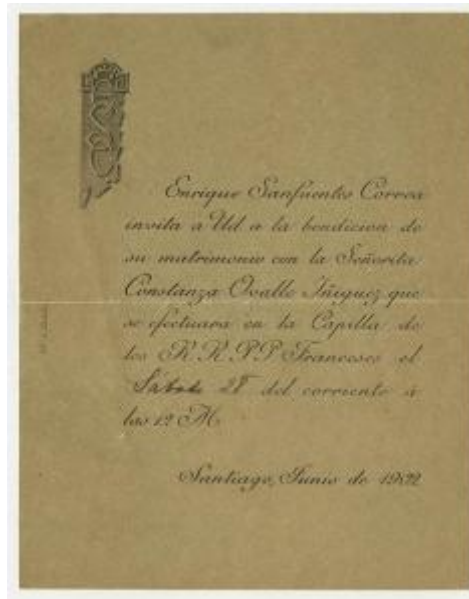 Enrique Sanfuentes Correa
invita a Ud a la bendicion de
su matrimonio con la Señorita
Constanza Ovalle Iñiguez que
se efectuara en la Capilla de
los R.R.P.P. Franceses el
Sabado 28 del corriente á
las 12 M.
Santiago, Junio de 1902